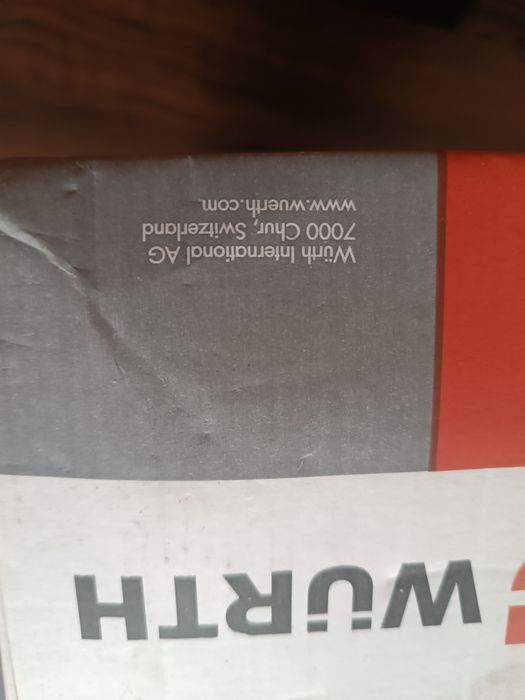 WÜRTH
Würth International AG
7000 Chur, Switzerland
www.wuerth.com